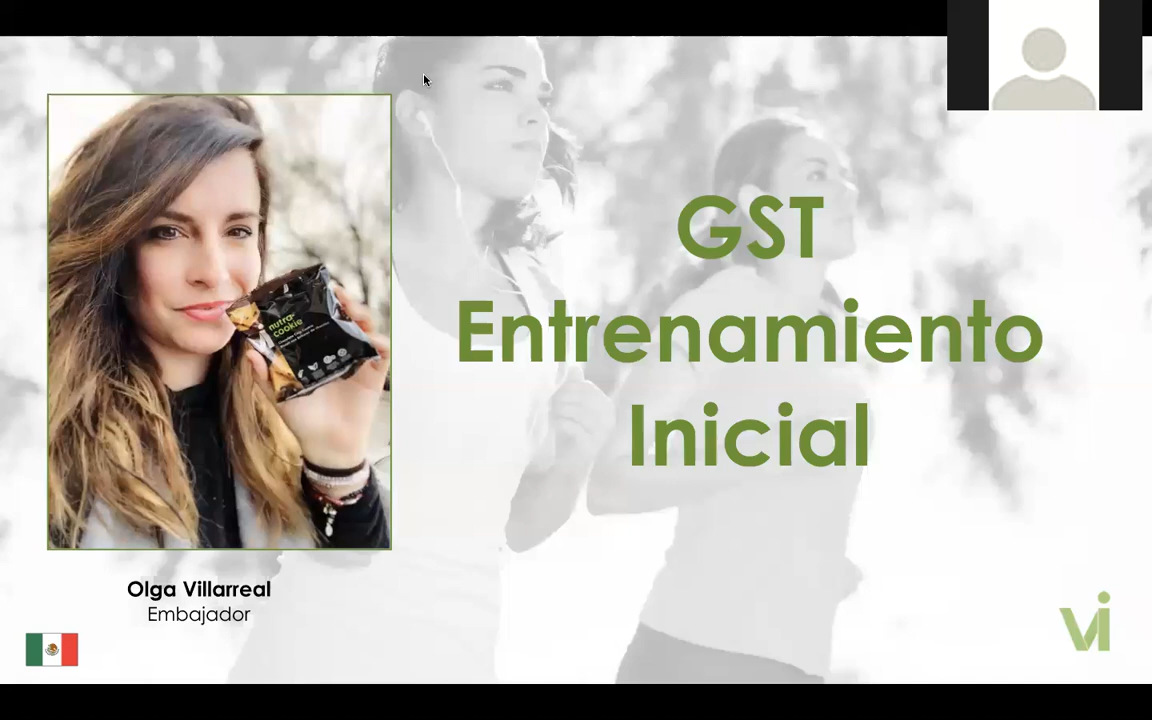 GST
Entrenamiento
Inicial
nutra-
cookie
Olga Villarreal
Embajador
vi